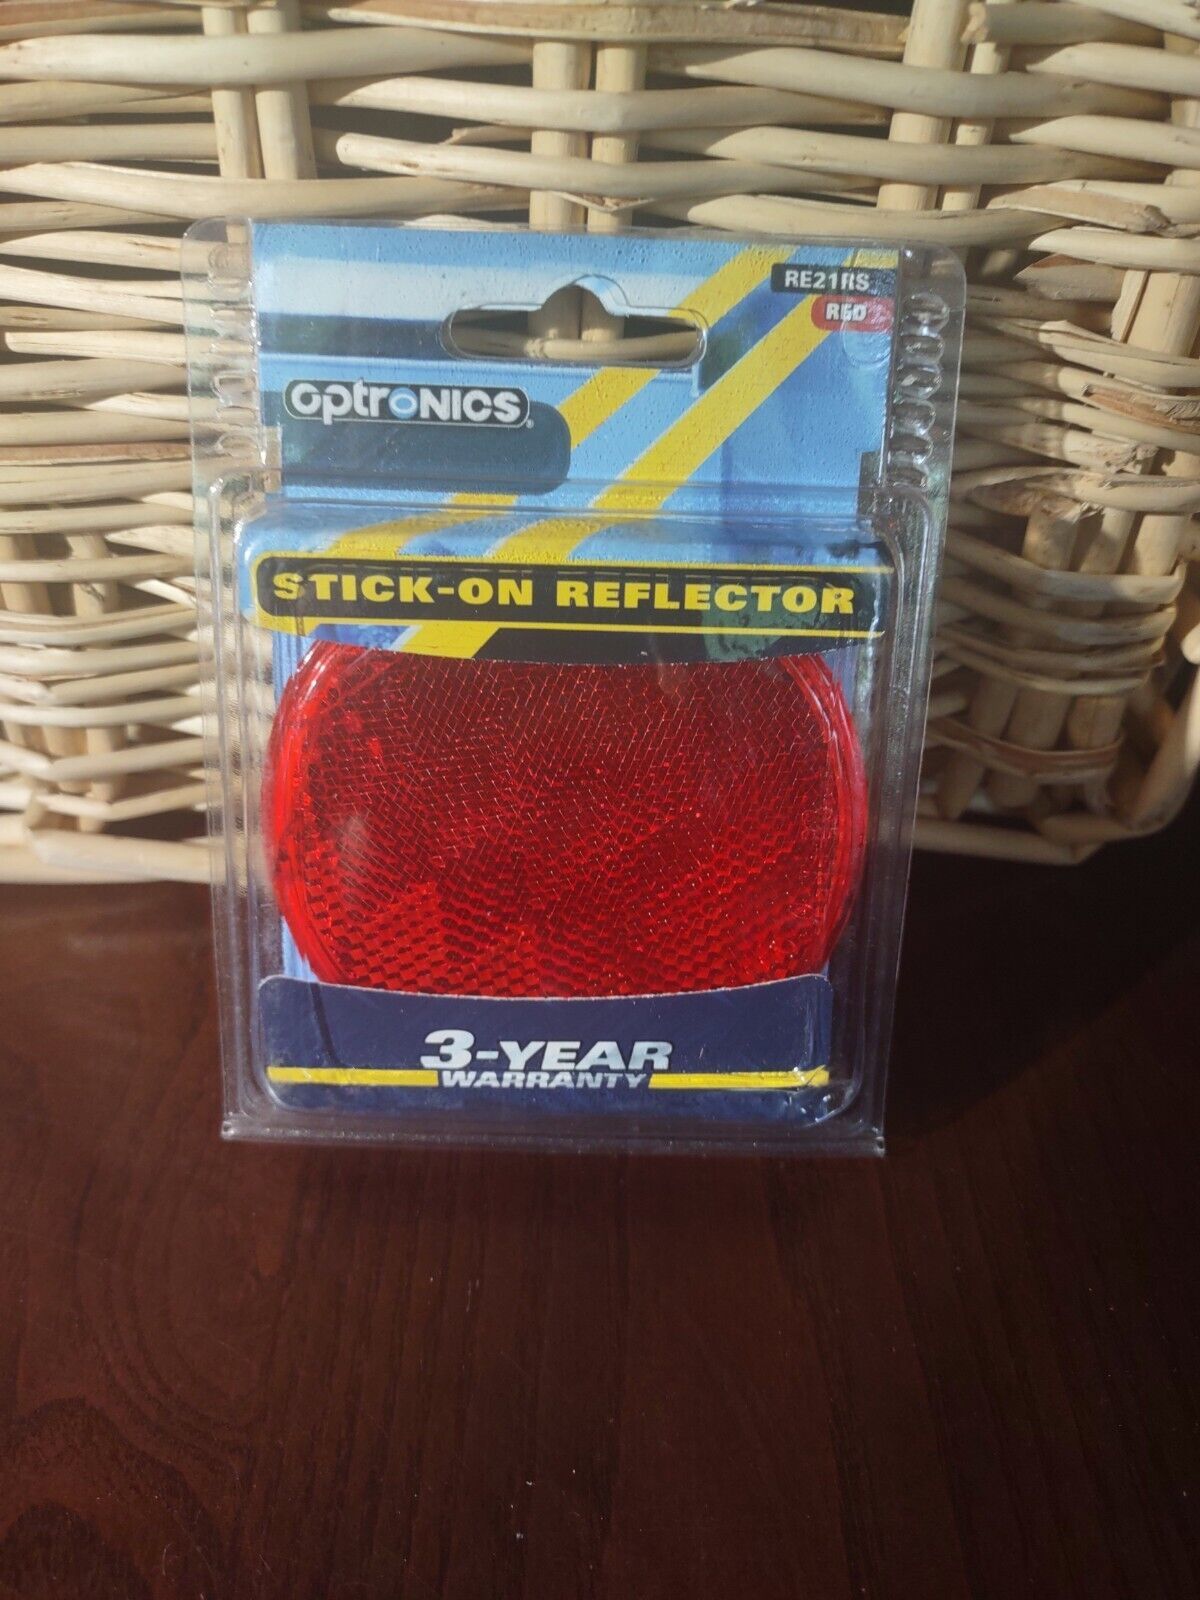 RE21RS
RED
optronics
STICK-ON REFLECTOR
3-YEAR
WARRANTY